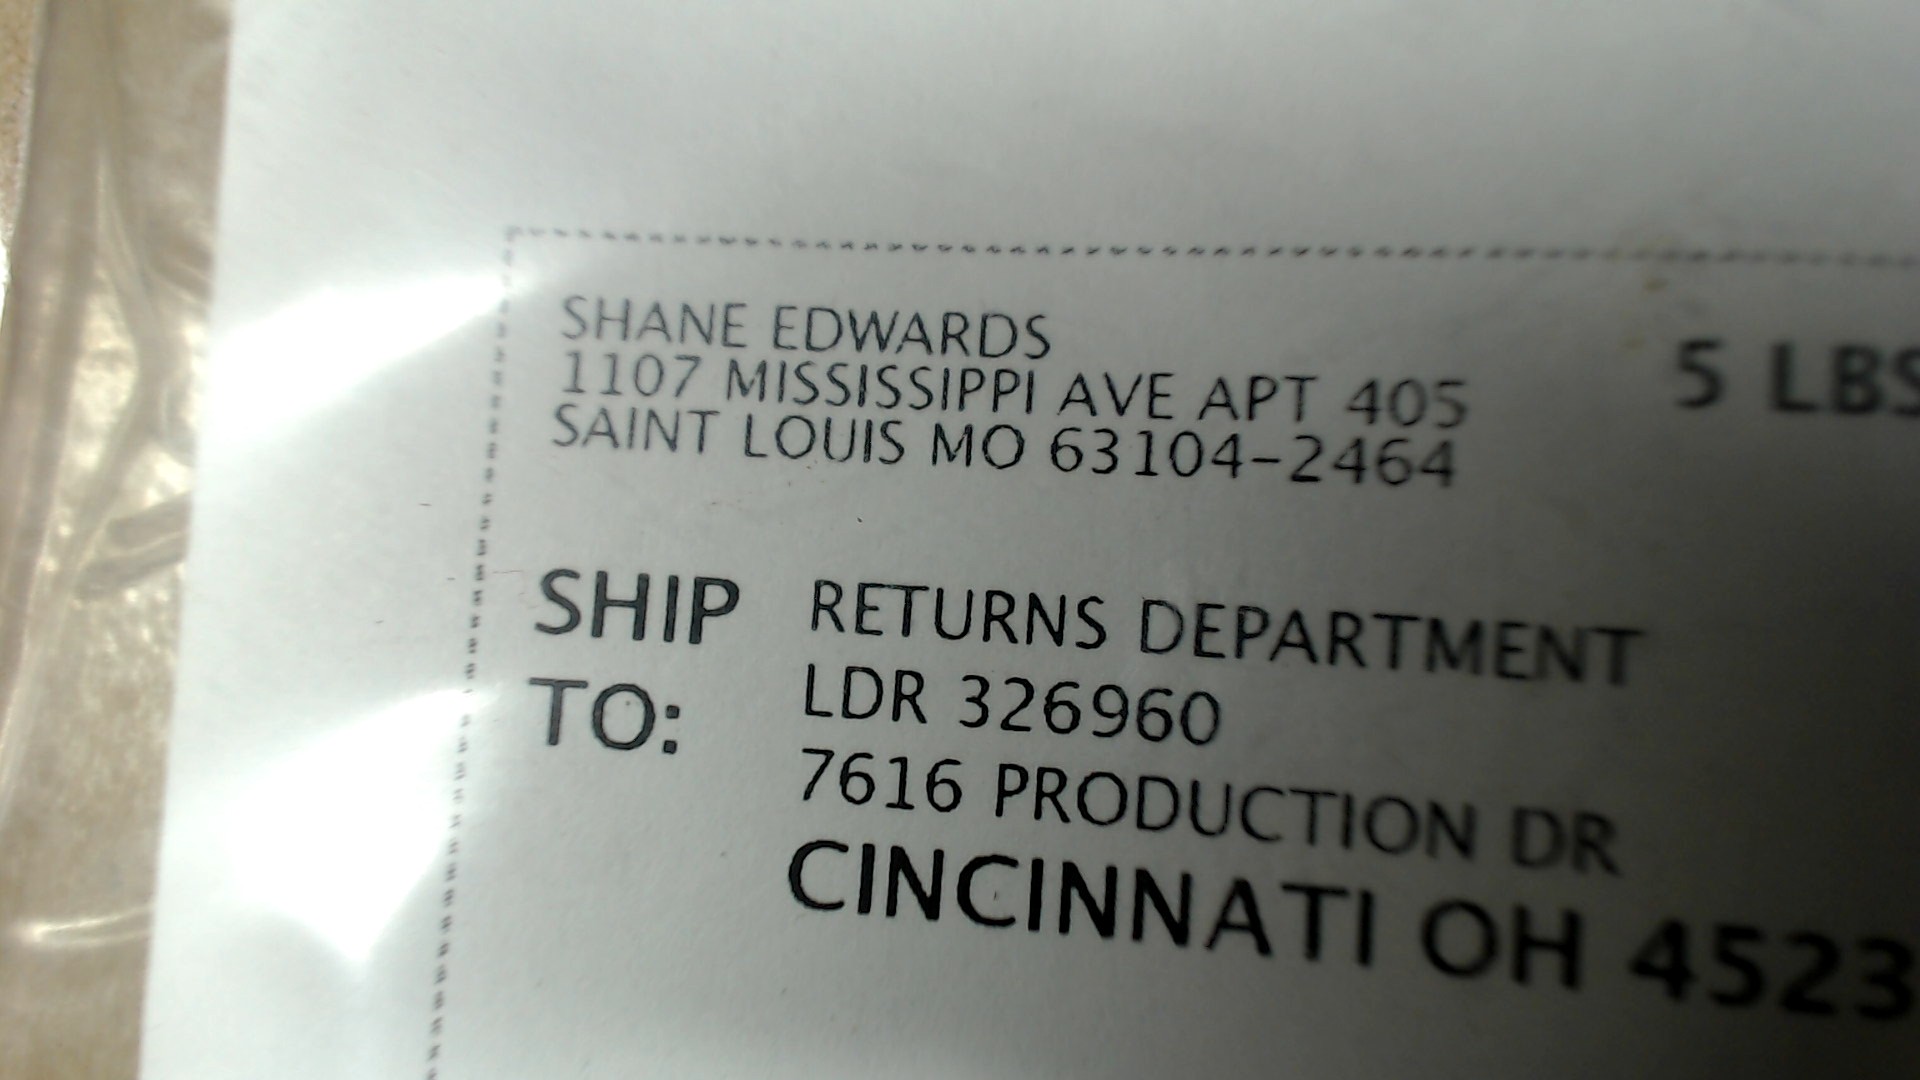 SHANE EDWARDS
1107 MISSISSIPPI AVE APT 405
SAINT LOUIS MO 63104-2464
5 LBS
SHIP TO:
RETURNS DEPARTMENT
LDR 326960
7616 PRODUCTION DR
CINCINNATI OH 4523